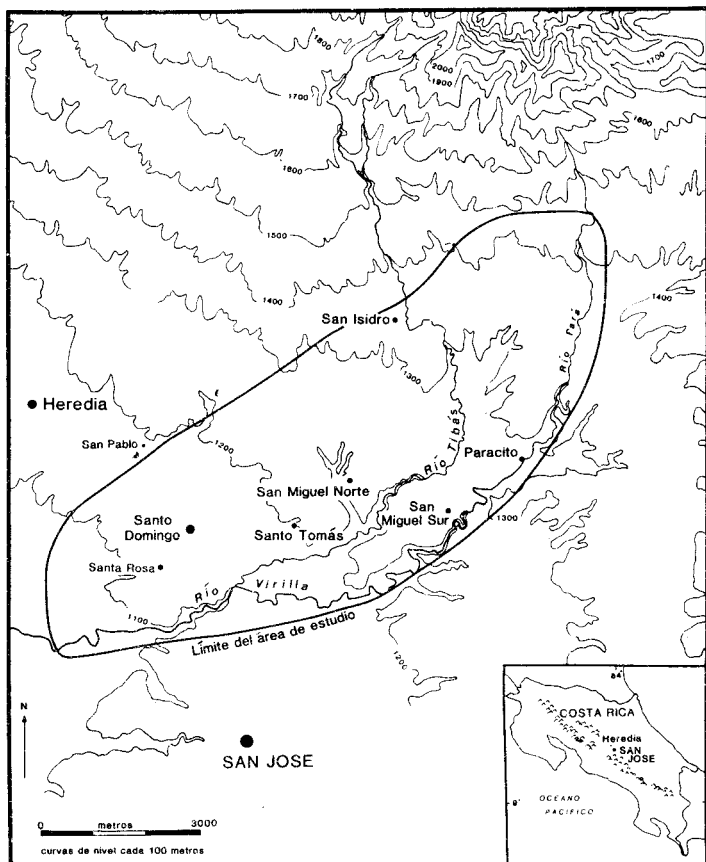 1800
1700
2000
1900
1700
1600
1600
1500
1400
1400
San Isidro
Río Pará
1300
Heredia
1200
San Pablo
Río Tibás
Paracito
San Miguel Norte
San
Miguel Sur
1300
Santo
Domingo
Santo Tomás
Santa Rosa
Río Virilla
1100
Límite del área de estudio
1200
N
SAN JOSE
84°
COSTA RICA
Heredia
SAN
JOSE
OCEANO
PACIFICO
0 metros 3000
curvas de nivel cada 100 metros